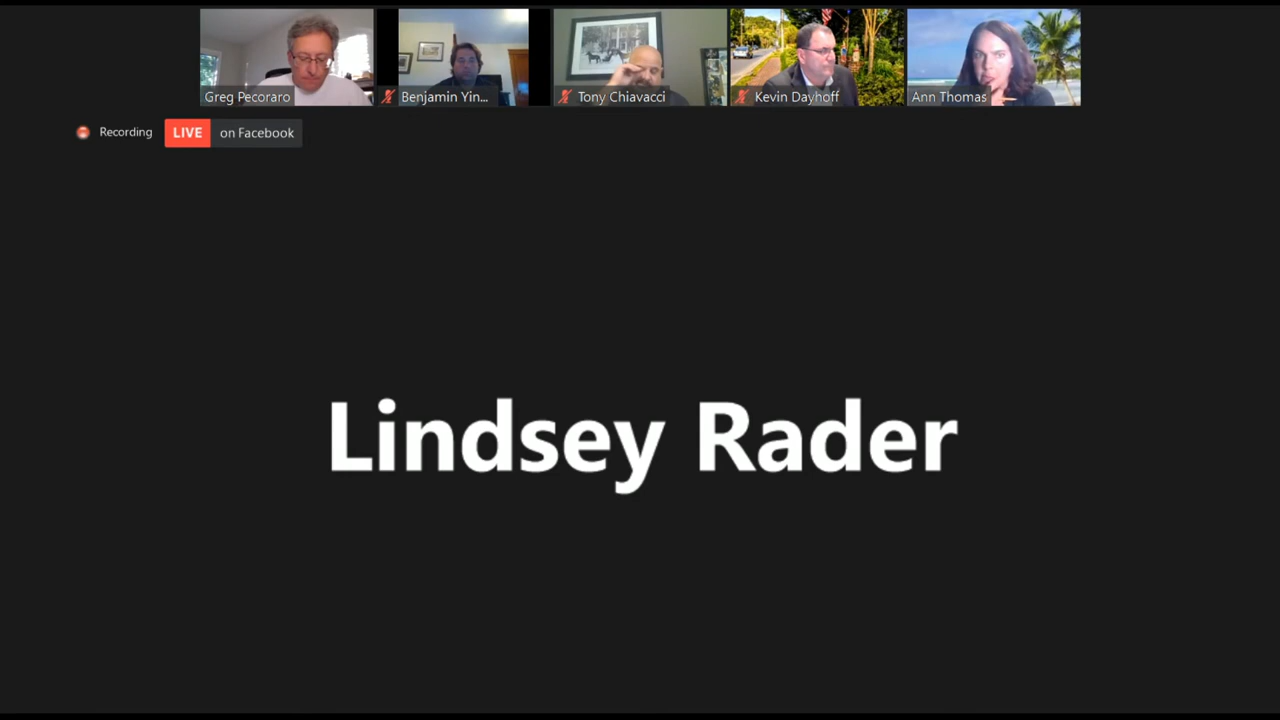 Greg Pecoraro
Benjamin Yin...
Tony Chiavacci
Kevin Dayhoff
Ann Thomas
Recording
LIVE on Facebook
Lindsey Rader